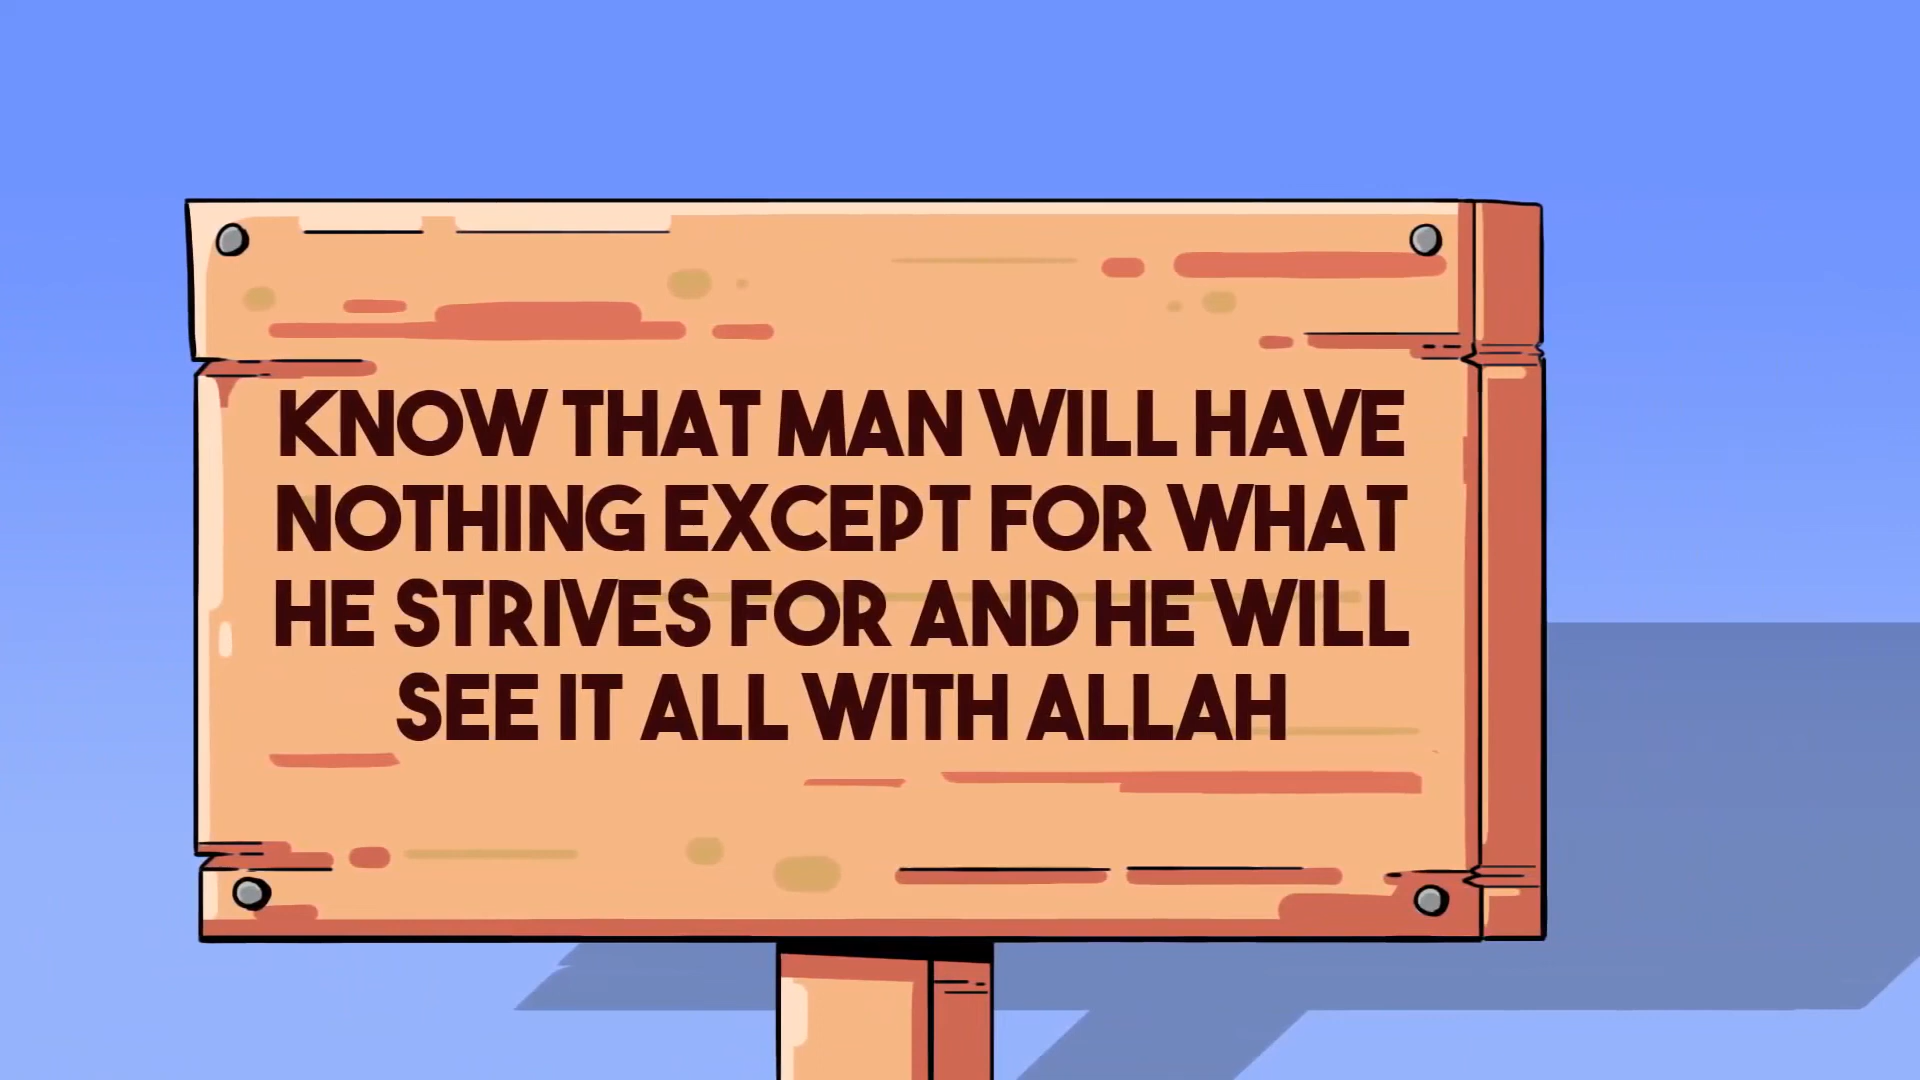 KNOW THAT MAN WILL HAVE
NOTHING EXCEPT FOR WHAT
HE STRIVES FOR AND HE WILL
SEE IT ALL WITH ALLAH